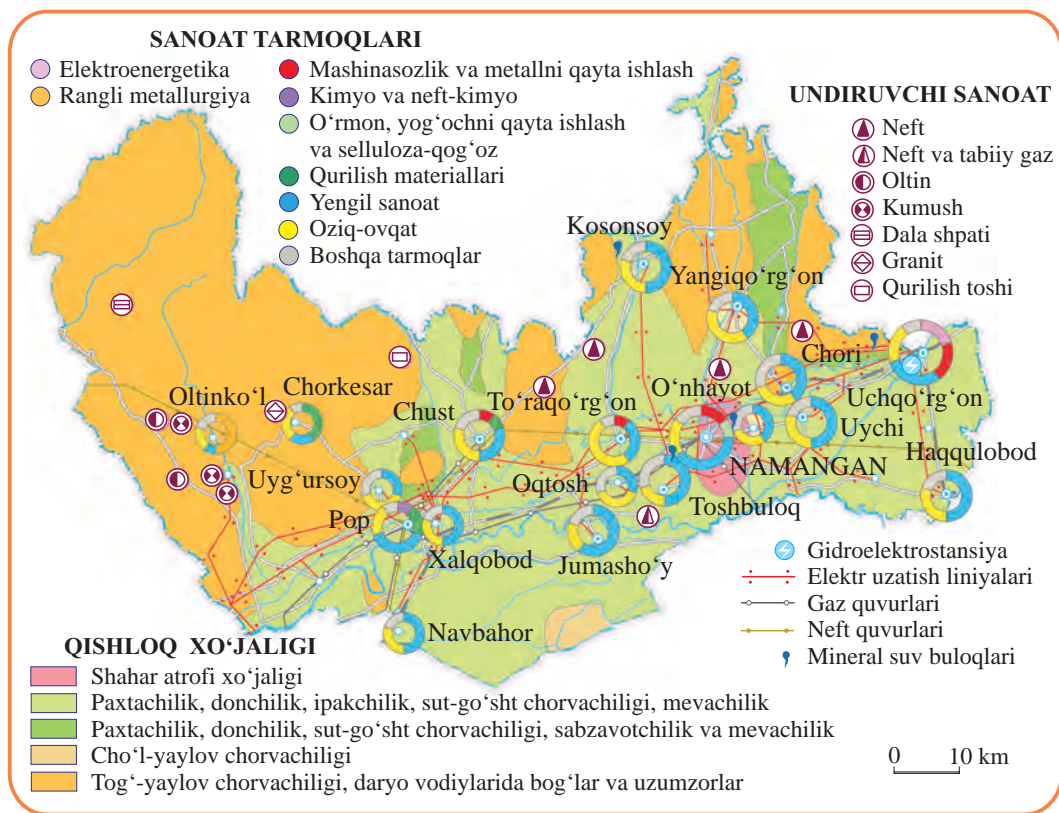 SANOAT TARMOQLARI
Elektroenergetika
Rangli metallurgiya
Mashinasozlik va metallni qayta ishlash
Kimyo va neft-kimyo
O‘rmon, yog‘ochni qayta ishlash
va selluloza-qog‘oz
Qurilish materiallari
Yengil sanoat
Oziq-ovqat
Boshqa tarmoqlar
UNDIRUVCHI SANOAT
Neft
Neft va tabiiy gaz
Oltin
Kumush
Dala shpati
Granit
Qurilish toshi
Kosonsoy
Yangiqo‘rg‘on
Chori
Oltinko‘l
Chorkesar
Chust
To‘raqo‘rg‘on
O‘nhayot
Uchqo‘rg‘on
Uychi
Haqqulobod
NAMANGAN
Uyg‘ursoy
Oqtosh
Toshbuloq
Pop
Xalqobod
Jumasho‘y
Navbahor
Gidroelektrostansiya
Elektr uzatish liniyalari
Gaz quvurlari
Neft quvurlari
Mineral suv buloqlari
QISHLOQ XO‘JALIGI
Shahar atrofi xo‘jaligi
Paxtachilik, donchilik, ipakchilik, sut-go‘sht chorvachiligi, mevachilik
Paxtachilik, donchilik, sut-go‘sht chorvachiligi, sabzavotchilik va mevachilik
Cho‘l-yaylov chorvachiligi
Tog‘-yaylov chorvachiligi, daryo vodiylarida bog‘lar va uzumzorlar
0 10 km